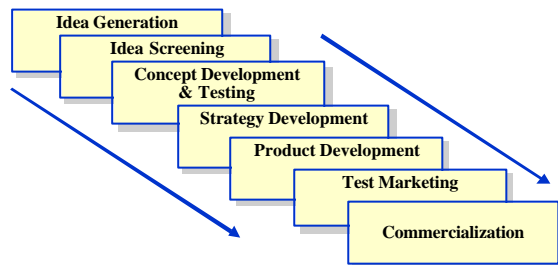 Idea Generation
Idea Screening
Concept Development
& Testing
Strategy Development
Product Development
Test Marketing
Commercialization